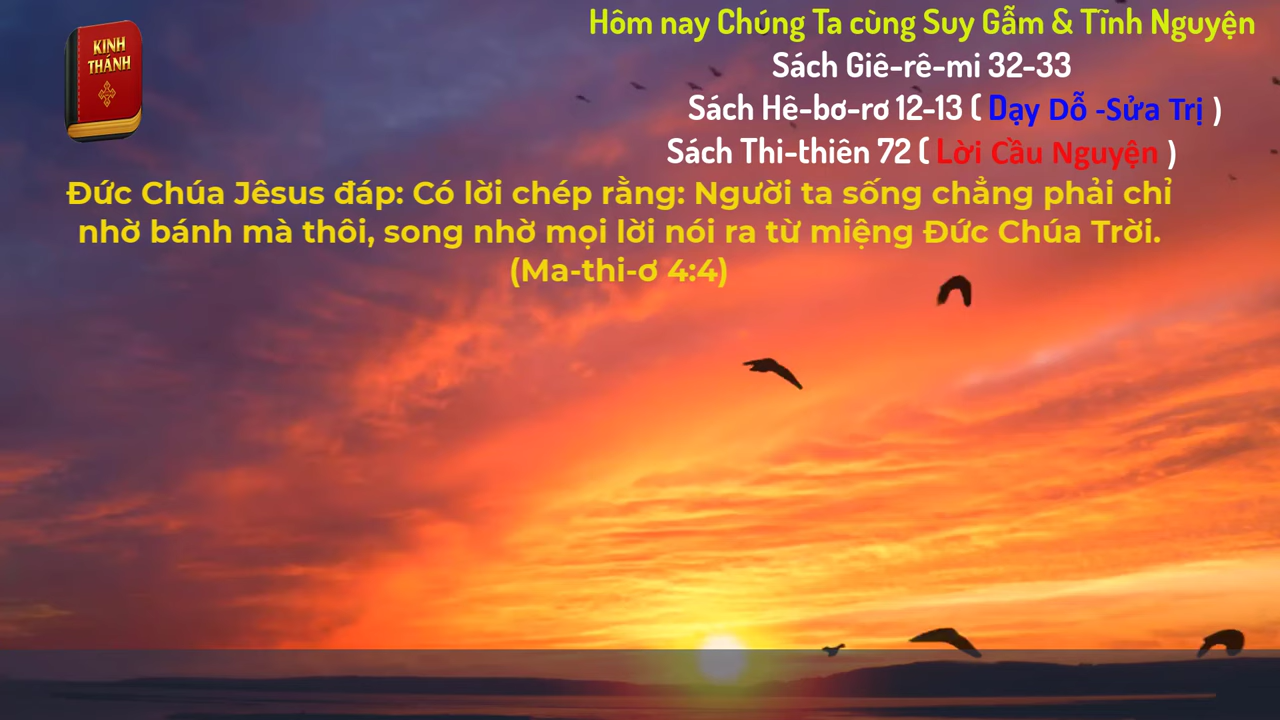 KINH
THÁNH
Hôm nay Chúng Ta cùng Suy Gẫm & Tĩnh Nguyện
Sách Giê-rê-mi 32-33
Sách Hê-bơ-rơ 12-13 ( Dạy Dỗ -Sửa Trị )
Sách Thi-thiên 72 ( Lời Cầu Nguyện )
Đức Chúa Jêsus đáp: Có lời chép rằng: Người ta sống chẳng phải chỉ
nhờ bánh mà thôi, song nhờ mọi lời nói ra từ miệng Đức Chúa Trời.
(Ma-thi-ơ 4:4)